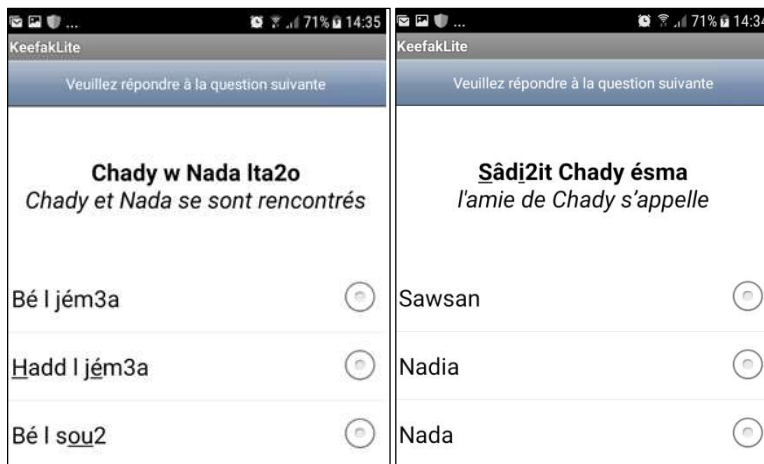 ... 71% 14:35
KeefakLite
Veuillez répondre à la question suivante
Chady w Nada lta2o
Chady et Nada se sont rencontrés
Bé l jém3a
Hadd l jém3a
Bé l sou2
... 71% 14:34
KeefakLite
Veuillez répondre à la question suivante
Sâdi2it Chady ésma
l'amie de Chady s’appelle
Sawsan
Nadia
Nada